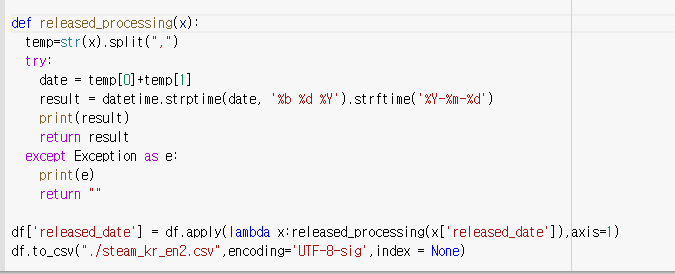 def released_processing(x):
  temp=str(x).split(",")
  try:
    date = temp[0]+temp[1]
    result = datetime.strptime(date, '%b %d %Y').strftime('%Y-%m-%d')
    print(result)
    return result
  except Exception as e:
    print(e)
    return ""
df['released_date'] = df.apply(lambda x:released_processing(x['released_date']),axis=1)
df.to_csv("./steam_kr_en2.csv",encoding='UTF-8-sig',index = None)